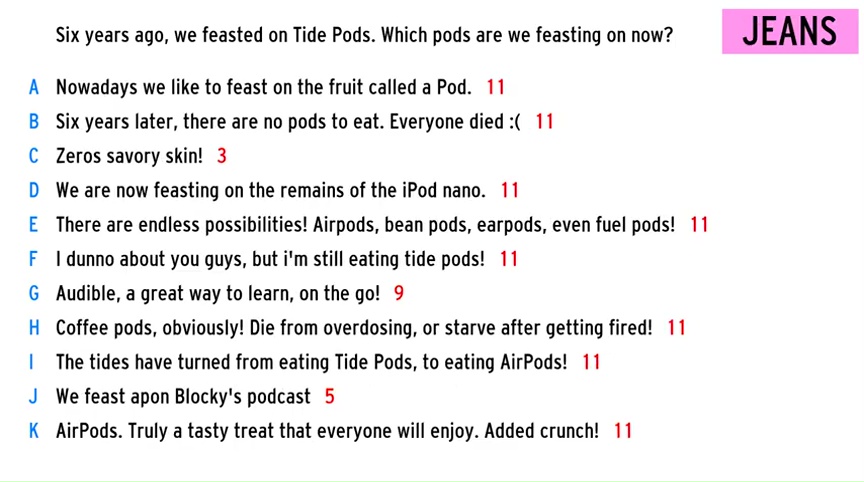 Six years ago, we feasted on Tide Pods. Which pods are we feasting on now?
JEANS
A Nowadays we like to feast on the fruit called a Pod. 11
B Six years later, there are no pods to eat. Everyone died :( 11
C Zeros savory skin! 3
D We are now feasting on the remains of the iPod nano. 11
E There are endless possibilities! Airpods, bean pods, earpods, even fuel pods! 11
F I dunno about you guys, but i'm still eating tide pods! 11
G Audible, a great way to learn, on the go! 9
H Coffee pods, obviously! Die from overdosing, or starve after getting fired! 11
I The tides have turned from eating Tide Pods, to eating AirPods! 11
J We feast apon Blocky's podcast 5
K AirPods. Truly a tasty treat that everyone will enjoy. Added crunch! 11